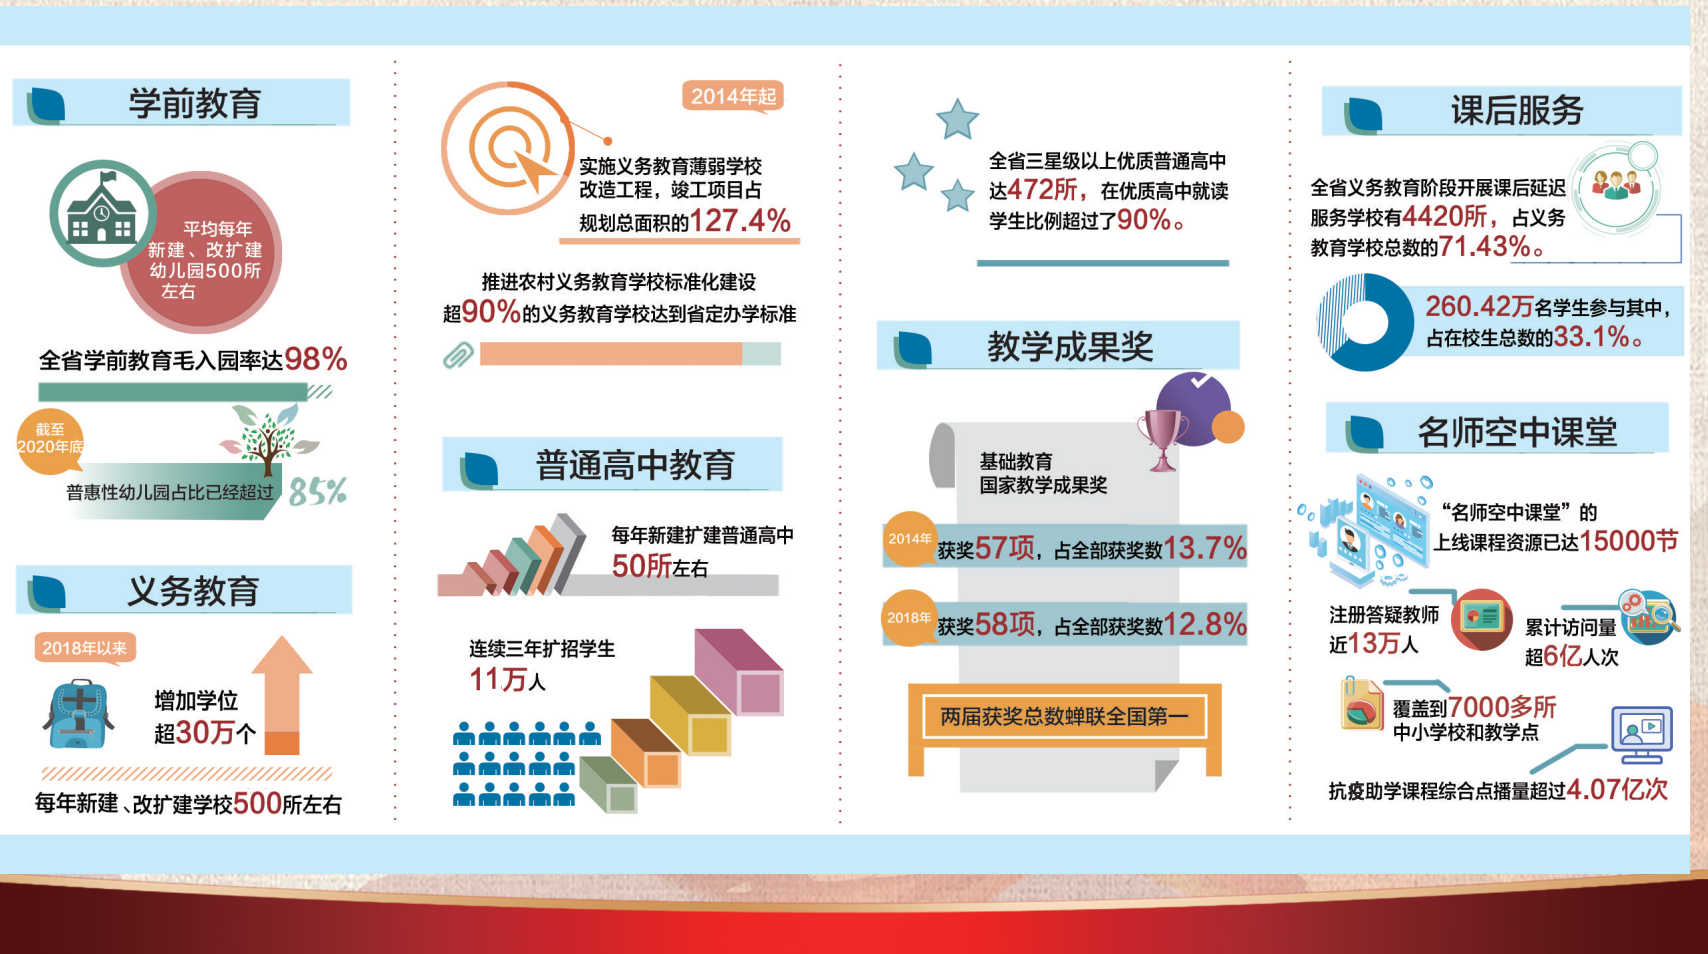 学前教育
平均每年
新建、改扩建
幼儿园500所
左右
全省学前教育毛入园率达98%
截至
2020年底
普惠性幼儿园占比已经超过 85%
义务教育
2018年以来
增加学位
超30万个
每年新建、改扩建学校500所左右
2014年起
实施义务教育薄弱学校
改造工程，竣工项目占
规划总面积的127.4%
推进农村义务教育学校标准化建设
超90%的义务教育学校达到省定办学标准
普通高中教育
每年新建扩建普通高中
50所左右
连续三年扩招学生
11万人
全省三星级以上优质普通高中
达472所，在优质高中就读
学生比例超过了90%。
教学成果奖
基础教育
国家教学成果奖
2014年
获奖57项，占全部获奖数13.7%
2018年
获奖58项，占全部获奖数12.8%
两届获奖总数蝉联全国第一
课后服务
全省义务教育阶段开展课后延迟
服务学校有4420所，占义务
教育学校总数的71.43%。
260.42万名学生参与其中，
占在校生总数的33.1%。
名师空中课堂
“名师空中课堂”的
上线课程资源已达15000节
注册答疑教师
近13万人
累计访问量
超6亿人次
覆盖到7000多所
中小学校和教学点
抗疫助学课程综合点播量超过4.07亿次